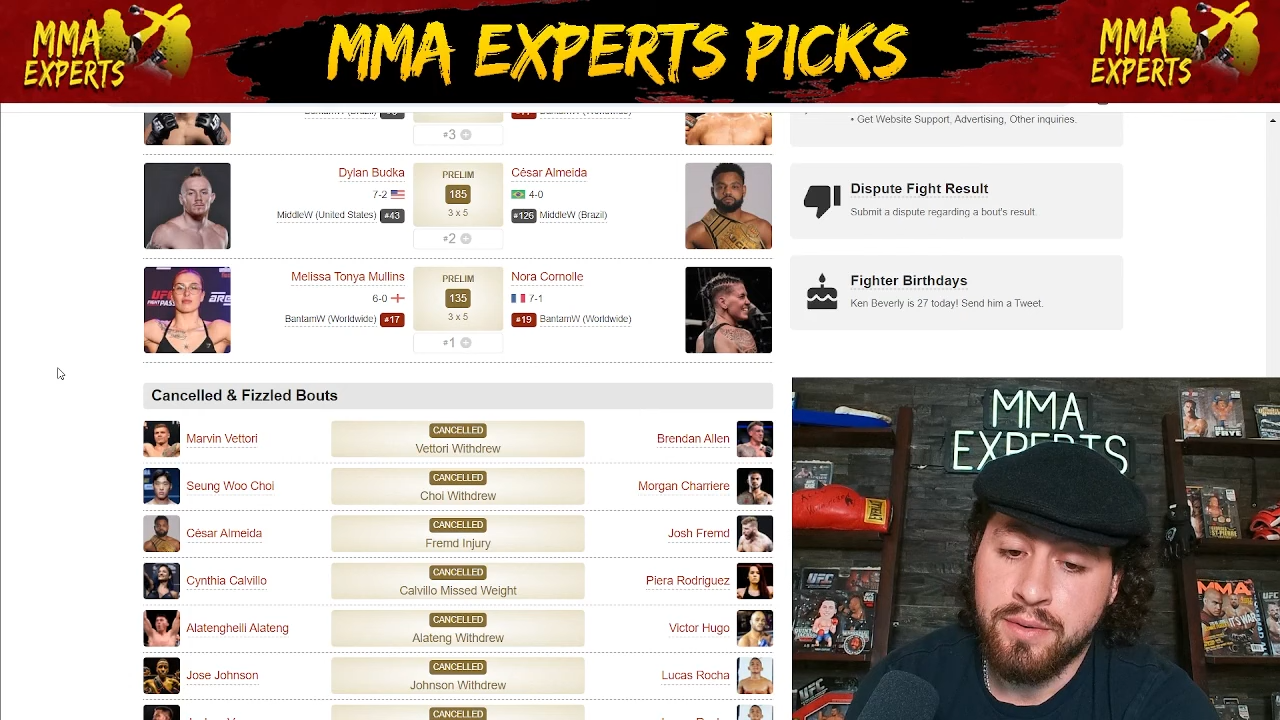 MMA
EXPERTS
MMA EXPERTS PICKS
MMA
EXPERTS
#3
• Get Website Support, Advertising, Other inquiries.
Dylan Budka
PRELIM
César Almeida
7-2
185
4-0
MiddleW (United States) #43
3 x 5
#126 MiddleW (Brazil)
#2
Dispute Fight Result
Submit a dispute regarding a bout's result.
Melissa Tonya Mullins
PRELIM
Nora Cornolle
6-0
135
7-1
BantamW (Worldwide) #17
3 x 5
#19 BantamW (Worldwide)
#1
Fighter Birthdays
Beverly is 27 today! Send him a Tweet.
Cancelled & Fizzled Bouts
Marvin Vettori
CANCELLED
Vettori Withdrew
Brendan Allen
Seung Woo Choi
CANCELLED
Choi Withdrew
Morgan Charriere
César Almeida
CANCELLED
Fremd Injury
Josh Fremd
Cynthia Calvillo
CANCELLED
Calvillo Missed Weight
Piera Rodriguez
Alatengheili Alateng
CANCELLED
Alateng Withdrew
Victor Hugo
Jose Johnson
CANCELLED
Johnson Withdrew
Lucas Rocha
CANCELLED
MMA
EXPERTS
UFC
MMA
UFC